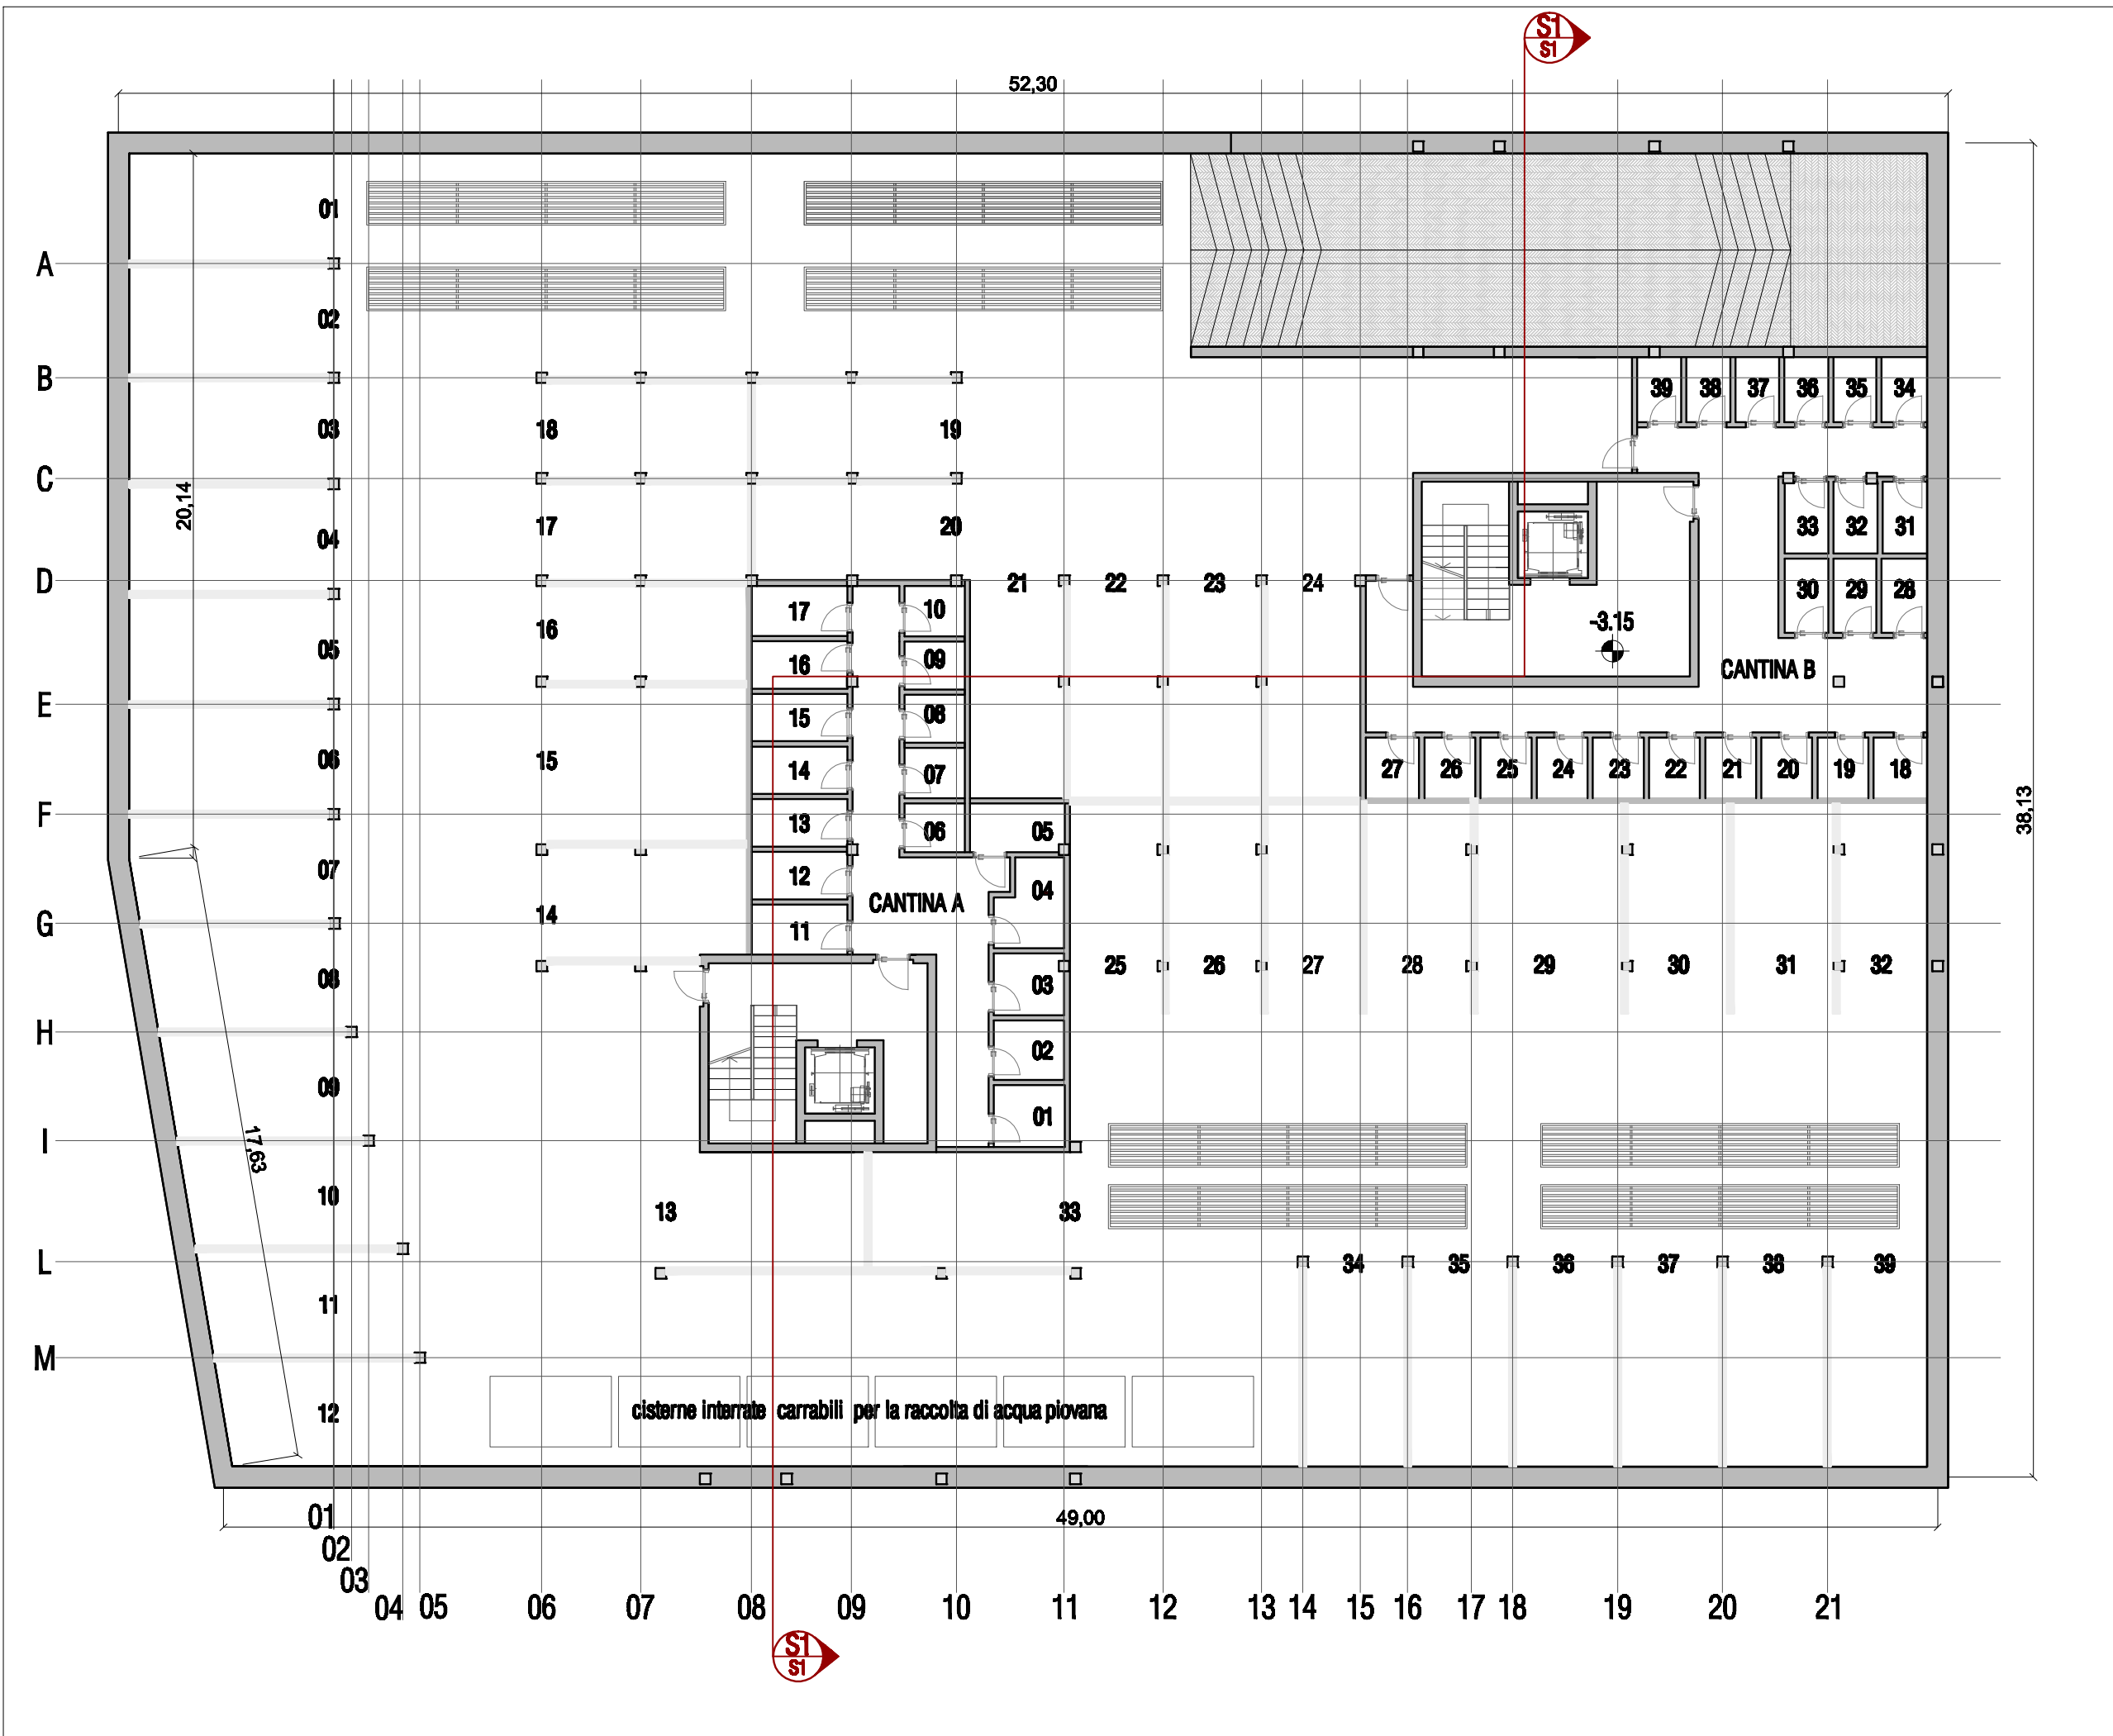 S1
S1
52,30
01
A
02
39 38 37 36 35 34
B
03 18 19
C
20,14
04 17 20 33 32 31
D
21 22 23 24
17 10 30 29 28
16 -3.15
05 16 09 CANTINA B
E
15 08
06 15 14 07 27 26 25 24 23 22 21 20 19 18
F
38,13
13 06 05
07 12 04
CANTINA A
14
G
11
08 03 25 26 27 28 29 30 31 32
H
02
09 01
I
17,63
10 13 33
L
34 35 36 37 38 39
11
M
12 cisterne interrate carrabili per la raccolta di acqua piovana
01
49,00
02
03
04 05 06 07 08 09 10 11 12 13 14 15 16 17 18 19 20 21
S1
S1